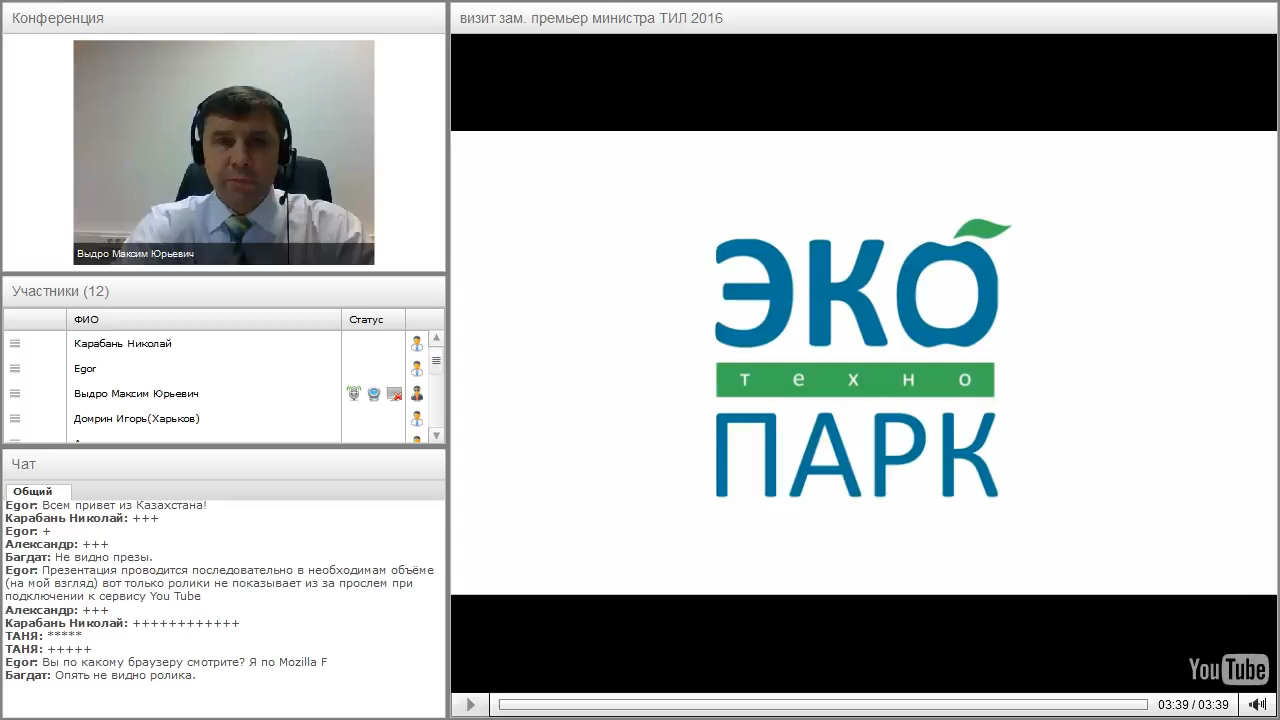 Конференция
Выдро Максим Юрьевич
Участники (12)
ФИО Статус
Карабань Николай
Egor
Выдро Максим Юрьевич
Домрин Игорь(Харьков)
Чат
Общий
Egor: Всем привет из Казахстана!
Карабань Николай: +++
Egor: +
Александр: +++
Багдат: Не видно презы.
Egor: Презентация проводится последовательно в необходимам объёме
(на мой взгляд) вот только ролики не показывает из за прослем при
подключении к сервису You Tube
Александр: +++
Карабань Николай: ++++++++++++
ТАНЯ: *****
ТАНЯ: +++++
Egor: Вы по какому браузеру смотрите? Я по Mozilla F
Багдат: Опять не видно ролика.
визит зам. премьер министра ТИЛ 2016
ЭКО
техно
ПАРК
YouTube
03:39 / 03:39